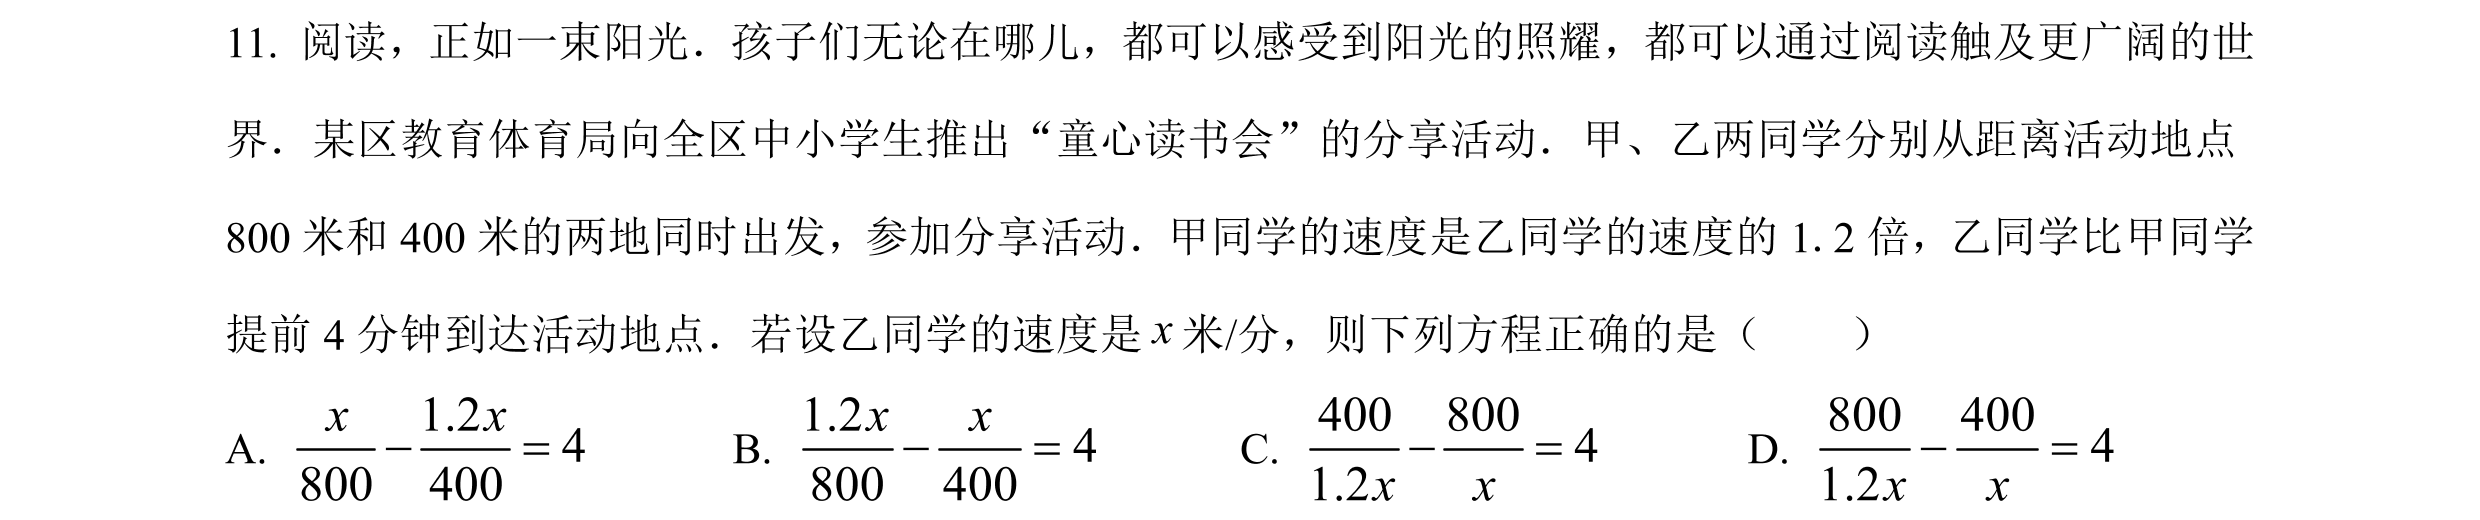 11. 阅读，正如一束阳光．孩子们无论在哪儿，都可以感受到阳光的照耀，都可以通过阅读触及更广阔的世
界．某区教育体育局向全区中小学生推出“童心读书会”的分享活动．甲、乙两同学分别从距离活动地点
800 米和 400 米的两地同时出发，参加分享活动．甲同学的速度是乙同学的速度的 1. 2 倍，乙同学比甲同学
提前 4 分钟到达活动地点．若设乙同学的速度是 x 米/分，则下列方程正确的是（　　）
A. x/800 − 1.2x/400 = 4　B. 1.2x/800 − x/400 = 4　C. 400/1.2x − 800/x = 4　D. 800/1.2x − 400/x = 4